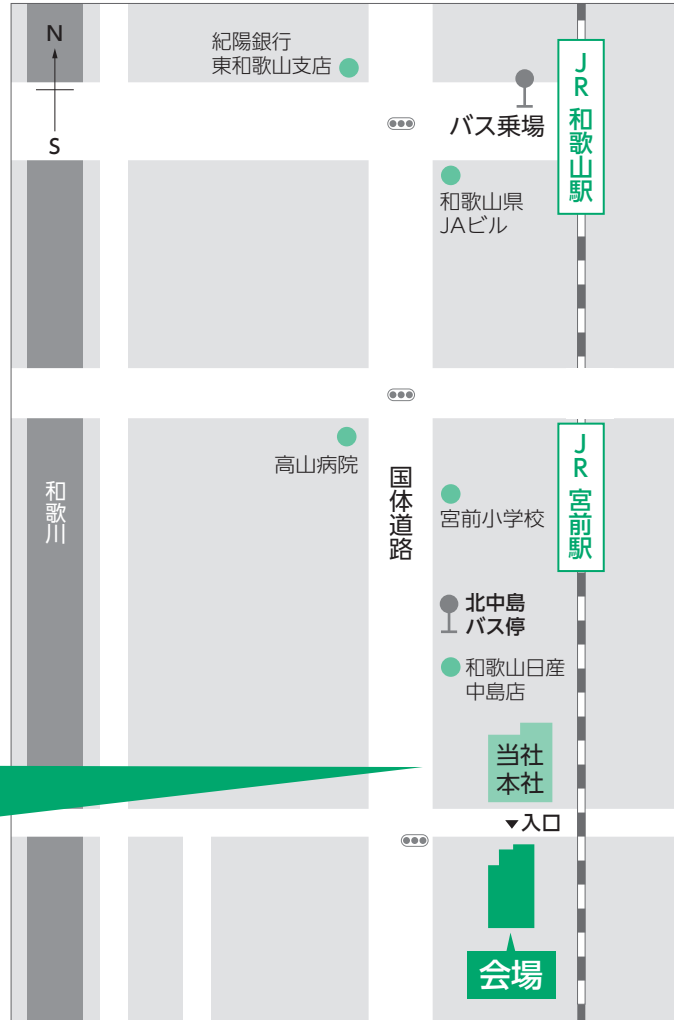 N
S
紀陽銀行
東和歌山支店
バス乗場
JR 和歌山駅
和歌山県
JAビル
高山病院
和歌川
国体道路
JR 宮前駅
宮前小学校
北中島
バス停
和歌山日産
中島店
当社
本社
▼入口
会場